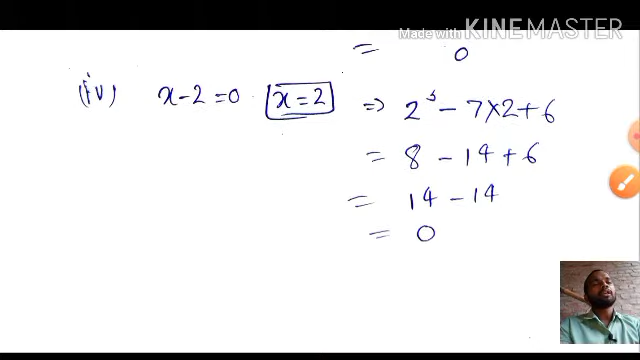 Made with KINEMASTER
= 0
(iv) x-2=0 x=2 => 2³ - 7×2+6
= 8 - 14 + 6
= 14 - 14
= 0